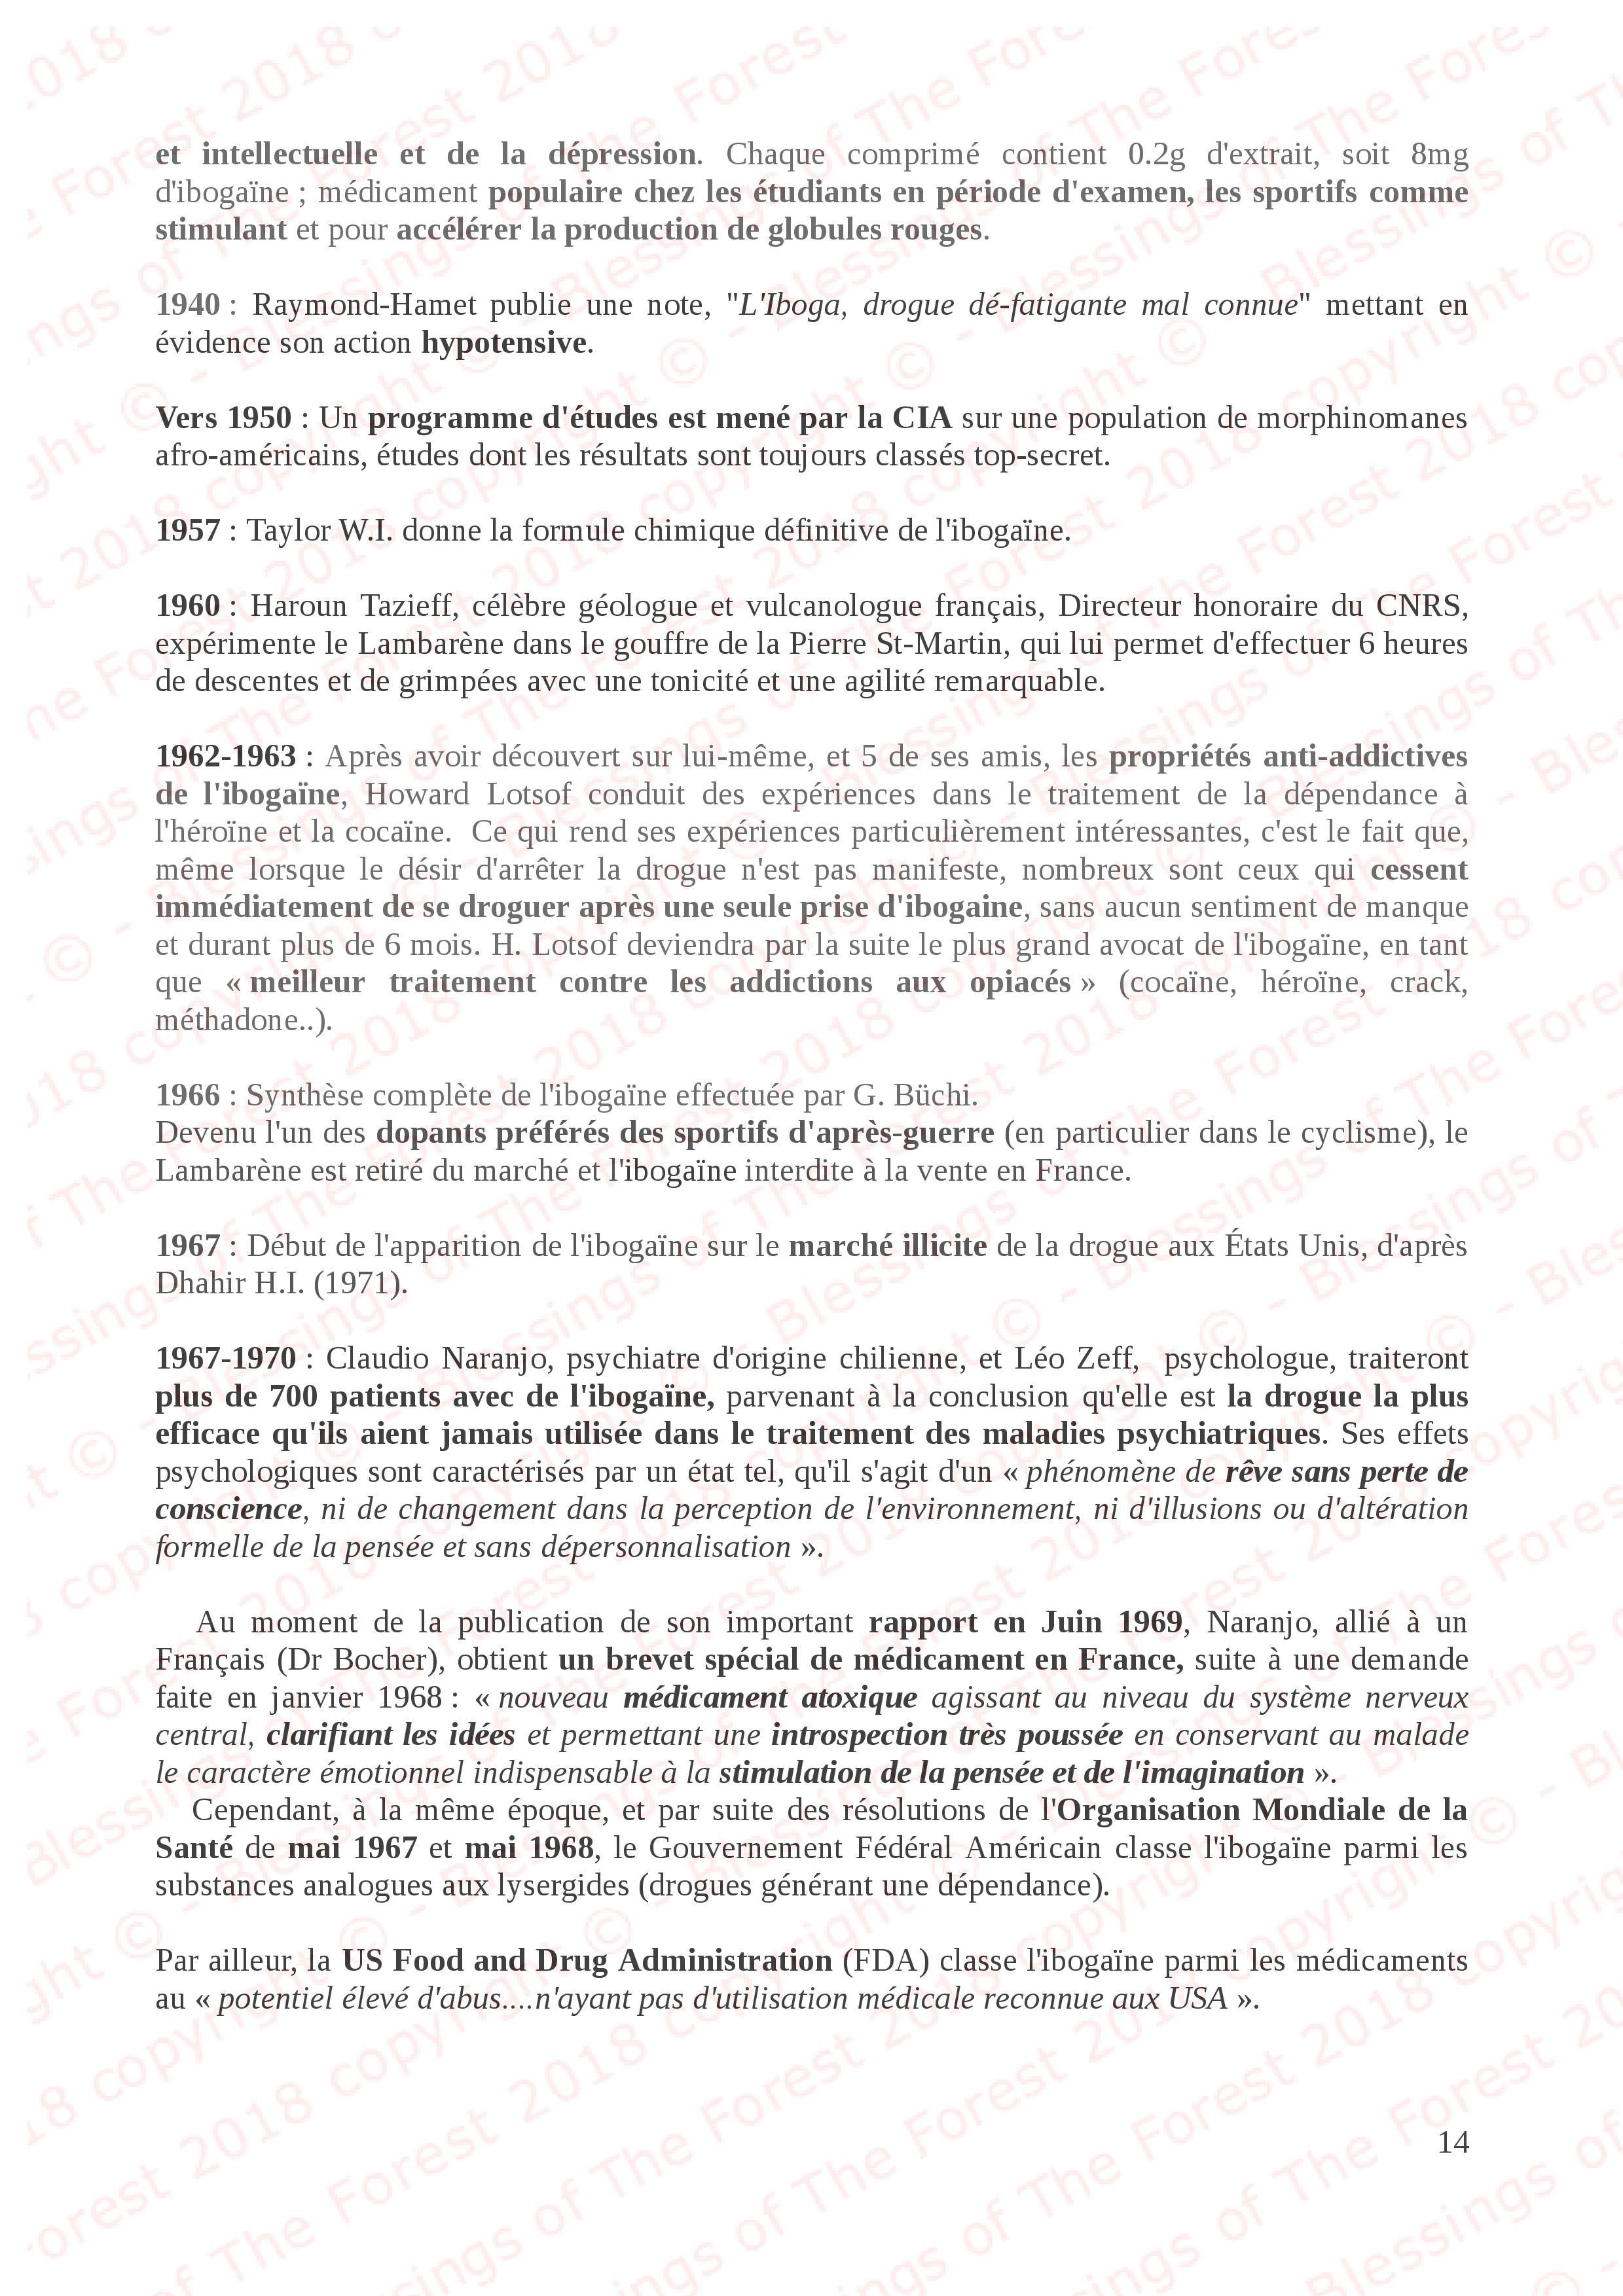 et intellectuelle et de la dépression. Chaque comprimé contient 0.2g d'extrait, soit 8mg
d'ibogaïne ; médicament populaire chez les étudiants en période d'examen, les sportifs comme
stimulant et pour accélérer la production de globules rouges.
1940 : Raymond-Hamet publie une note, "L'Iboga, drogue dé-fatigante mal connue" mettant en
évidence son action hypotensive.
Vers 1950 : Un programme d'études est mené par la CIA sur une population de morphinomanes
afro-américains, études dont les résultats sont toujours classés top-secret.
1957 : Taylor W.I. donne la formule chimique définitive de l'ibogaïne.
1960 : Haroun Tazieff, célèbre géologue et vulcanologue français, Directeur honoraire du CNRS,
expérimente le Lambarène dans le gouffre de la Pierre St-Martin, qui lui permet d'effectuer 6 heures
de descentes et de grimpées avec une tonicité et une agilité remarquable.
1962-1963 : Après avoir découvert sur lui-même, et 5 de ses amis, les propriétés anti-addictives
de l'ibogaïne, Howard Lotsof conduit des expériences dans le traitement de la dépendance à
l'héroïne et la cocaïne.  Ce qui rend ses expériences particulièrement intéressantes, c'est le fait que,
même lorsque le désir d'arrêter la drogue n'est pas manifeste, nombreux sont ceux qui cessent
immédiatement de se droguer après une seule prise d'ibogaine, sans aucun sentiment de manque
et durant plus de 6 mois. H. Lotsof deviendra par la suite le plus grand avocat de l'ibogaïne, en tant
que « meilleur traitement contre les addictions aux opiacés » (cocaïne, héroïne, crack,
méthadone..).
1966 : Synthèse complète de l'ibogaïne effectuée par G. Büchi.
Devenu l'un des dopants préférés des sportifs d'après-guerre (en particulier dans le cyclisme), le
Lambarène est retiré du marché et l'ibogaïne interdite à la vente en France.
1967 : Début de l'apparition de l'ibogaïne sur le marché illicite de la drogue aux États Unis, d'après
Dhahir H.I. (1971).
1967-1970 : Claudio Naranjo, psychiatre d'origine chilienne, et Léo Zeff,  psychologue, traiteront
plus de 700 patients avec de l'ibogaïne, parvenant à la conclusion qu'elle est la drogue la plus
efficace qu'ils aient jamais utilisée dans le traitement des maladies psychiatriques. Ses effets
psychologiques sont caractérisés par un état tel, qu'il s'agit d'un « phénomène de rêve sans perte de
conscience, ni de changement dans la perception de l'environnement, ni d'illusions ou d'altération
formelle de la pensée et sans dépersonnalisation ».
Au moment de la publication de son important rapport en Juin 1969, Naranjo, allié à un
Français (Dr Bocher), obtient un brevet spécial de médicament en France, suite à une demande
faite en janvier 1968 : « nouveau médicament atoxique agissant au niveau du système nerveux
central, clarifiant les idées et permettant une introspection très poussée en conservant au malade
le caractère émotionnel indispensable à la stimulation de la pensée et de l'imagination ».
Cependant, à la même époque, et par suite des résolutions de l'Organisation Mondiale de la
Santé de mai 1967 et mai 1968, le Gouvernement Fédéral Américain classe l'ibogaïne parmi les
substances analogues aux lysergides (drogues générant une dépendance).
Par ailleur, la US Food and Drug Administration (FDA) classe l'ibogaïne parmi les médicaments
au « potentiel élevé d'abus....n'ayant pas d'utilisation médicale reconnue aux USA ».
14